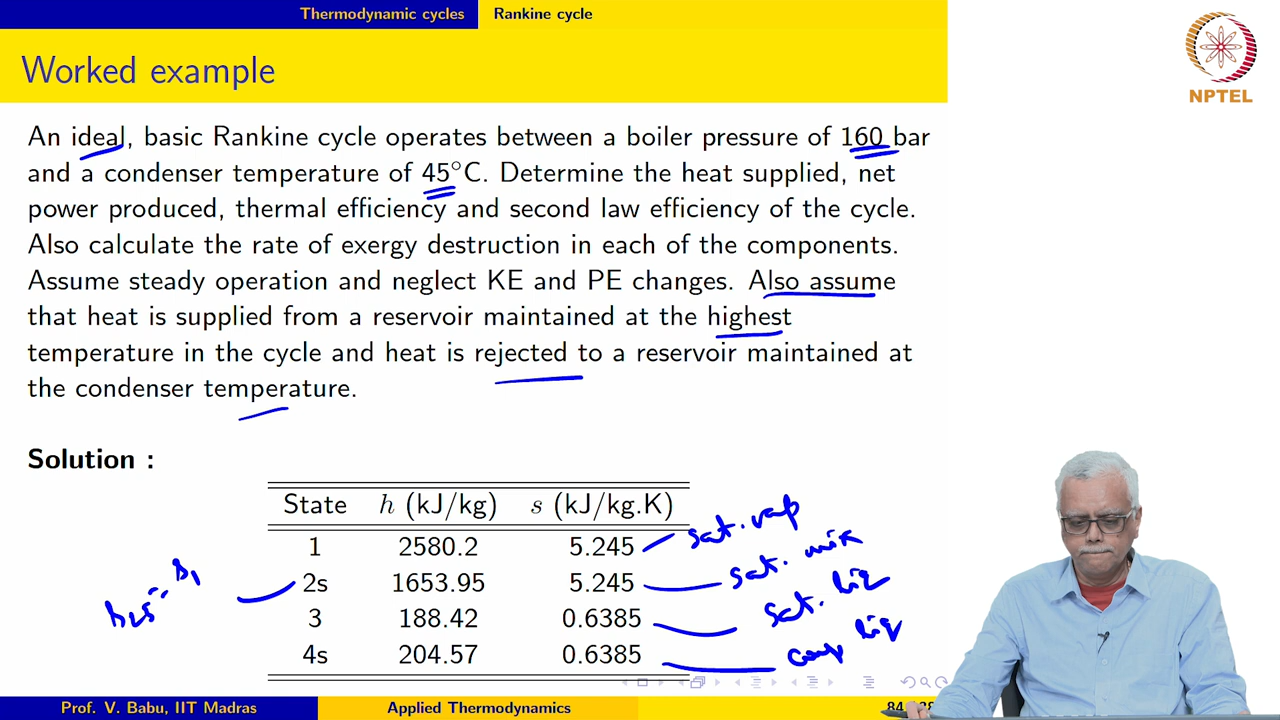 Thermodynamic cycles Rankine cycle
Worked example
NPTEL
An ideal, basic Rankine cycle operates between a boiler pressure of 160 bar
and a condenser temperature of 45°C. Determine the heat supplied, net
power produced, thermal efficiency and second law efficiency of the cycle.
Also calculate the rate of exergy destruction in each of the components.
Assume steady operation and neglect KE and PE changes. Also assume
that heat is supplied from a reservoir maintained at the highest
temperature in the cycle and heat is rejected to a reservoir maintained at
the condenser temperature.
Solution :
State h (kJ/kg) s (kJ/kg.K)
1 2580.2 5.245 sat. vap
2s 1653.95 5.245 sat. mix
3 188.42 0.6385 sat. liq
4s 204.57 0.6385 comp liq
Prof. V. Babu, IIT Madras Applied Thermodynamics